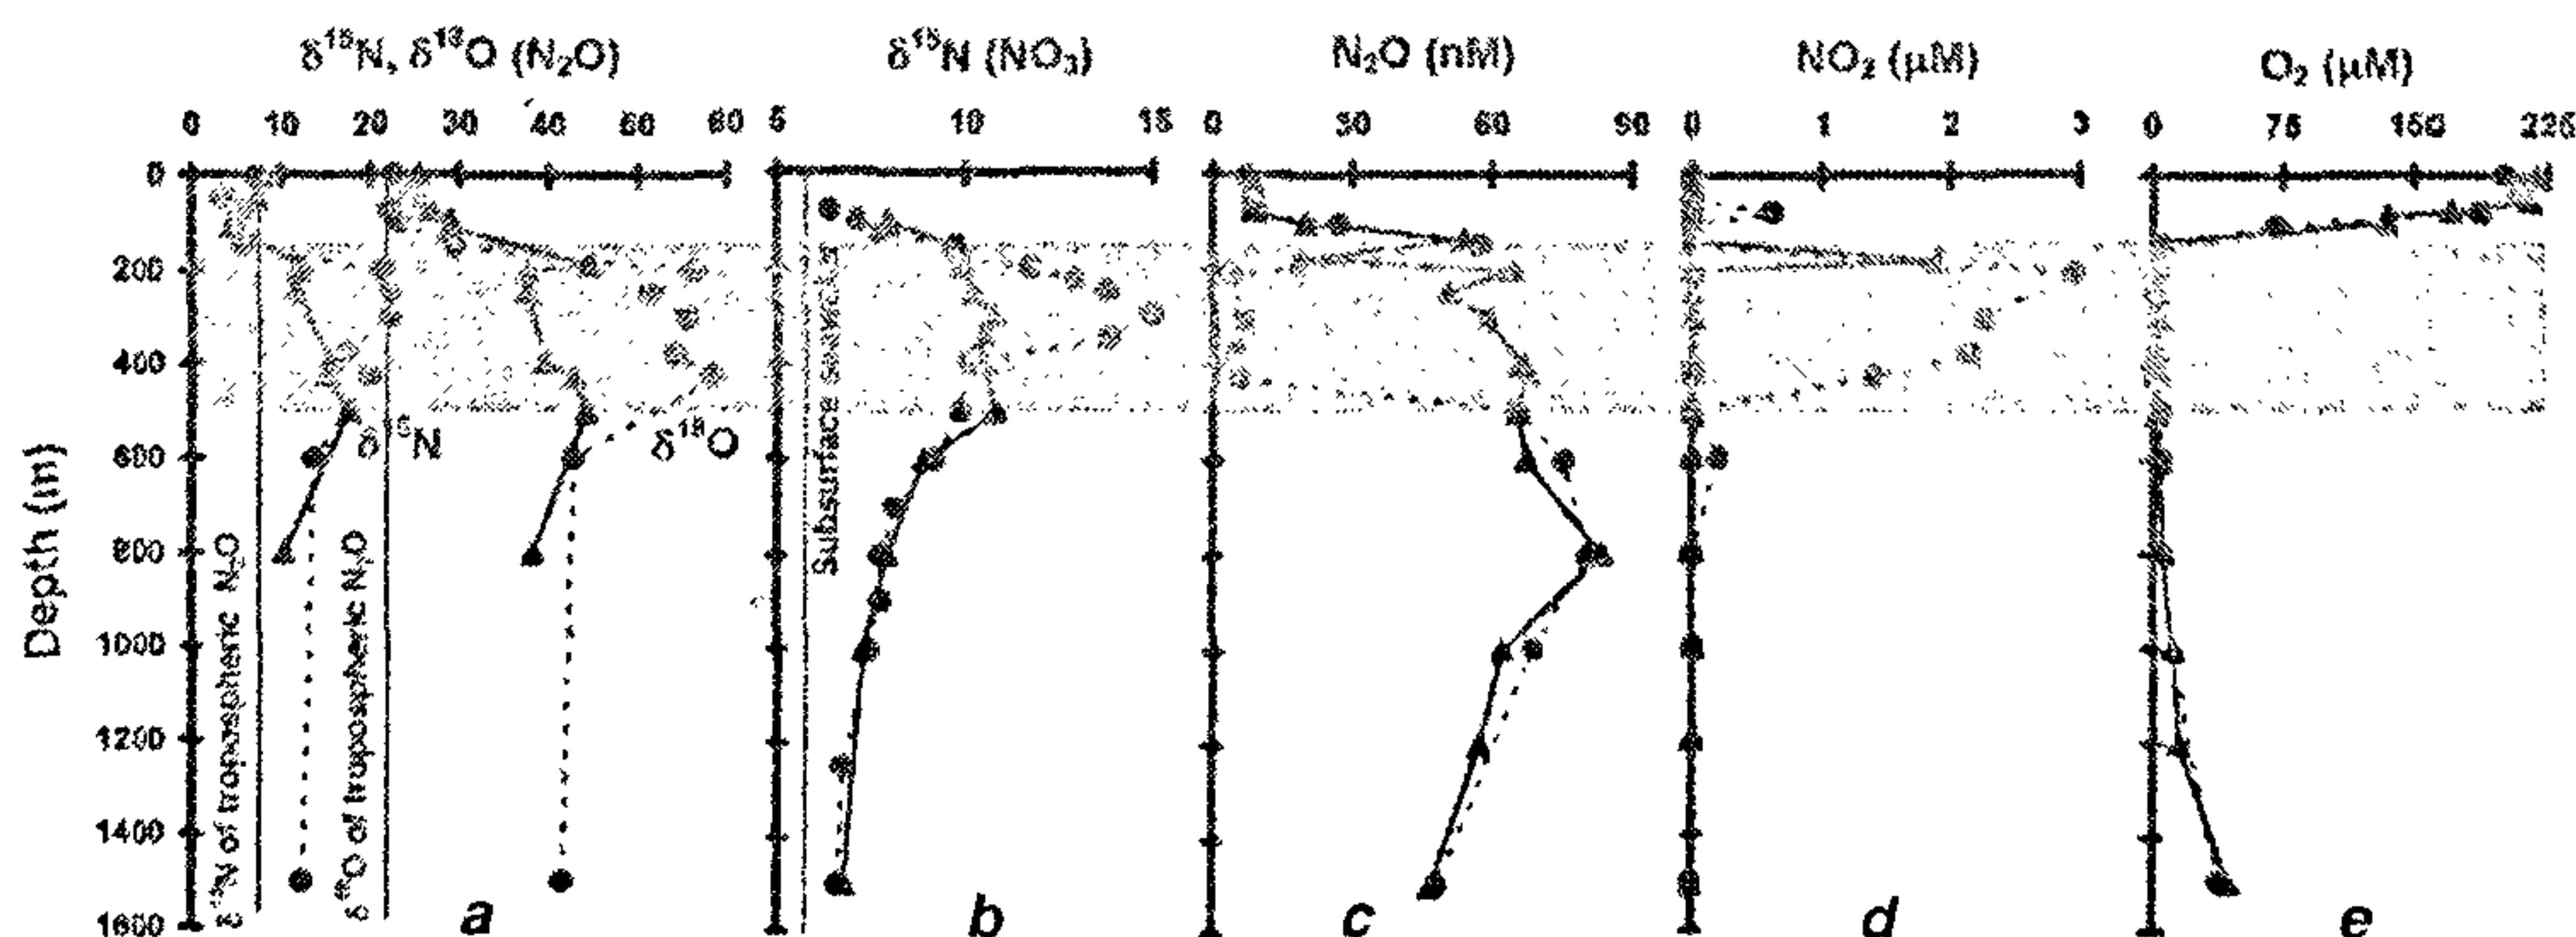 δ¹⁵N, δ¹⁸O (N₂O)
δ¹⁵N (NO₃)
N₂O (nM)
NO₂ (μM)
O₂ (μM)
0 10 20 30 40 50 60
5 10 15
0 30 60 90
0 1 2 3
0 75 150 225
Depth (m)
0
200
400
600
800
1000
1200
1400
1600
δ¹⁵N
δ¹⁸O
δ¹⁵N of tropospheric N₂O
δ¹⁸O of tropospheric N₂O
Subsurface seawater
a
b
c
d
e